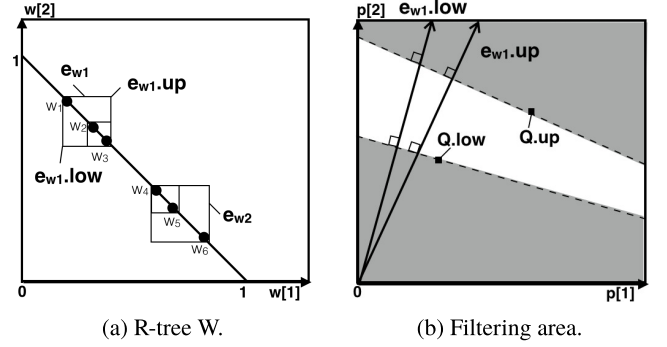 w[2]
1
e_w1
e_w1.up
w1
w2
w3
e_w1.low
w4
w5
w6
e_w2
0
1
w[1]
(a) R-tree W.
p[2]
e_w1.low
e_w1.up
Q.up
Q.low
0
p[1]
(b) Filtering area.